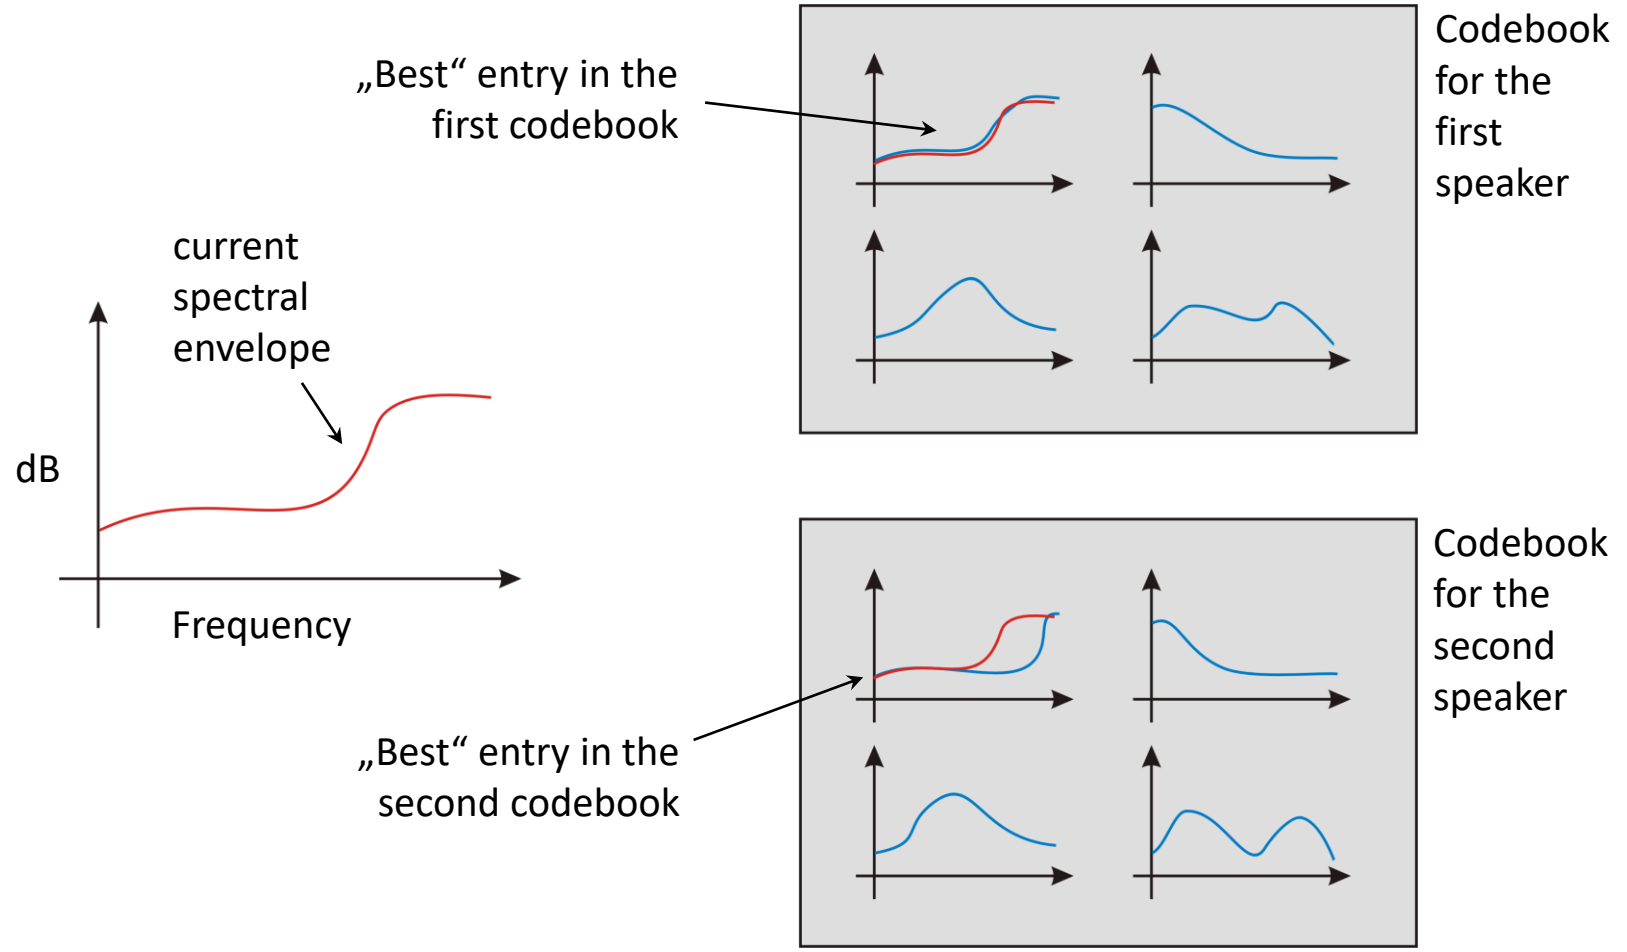 „Best“ entry in the
first codebook
Codebook
for the
first
speaker
current
spectral
envelope
dB
Frequency
„Best“ entry in the
second codebook
Codebook
for the
second
speaker